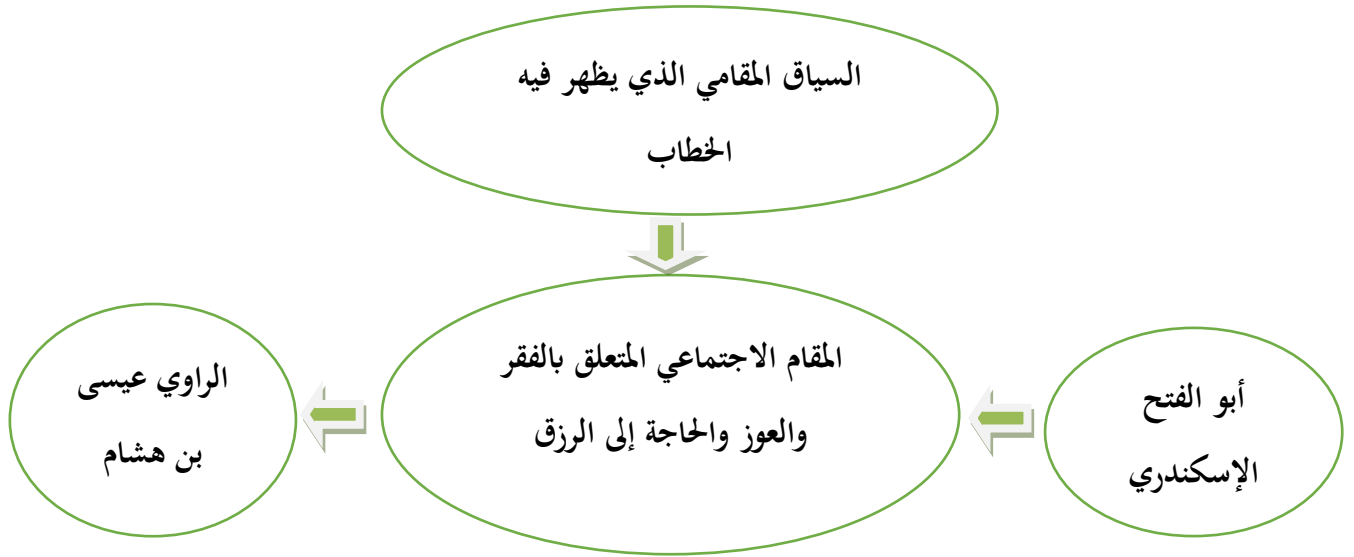 السياق المقامي الذي يظهر فيه
الخطاب
أبو الفتح
الإسكندري
المقام الاجتماعي المتعلق بالفقر
والعوز والحاجة إلى الرزق
الراوي عيسى
بن هشام